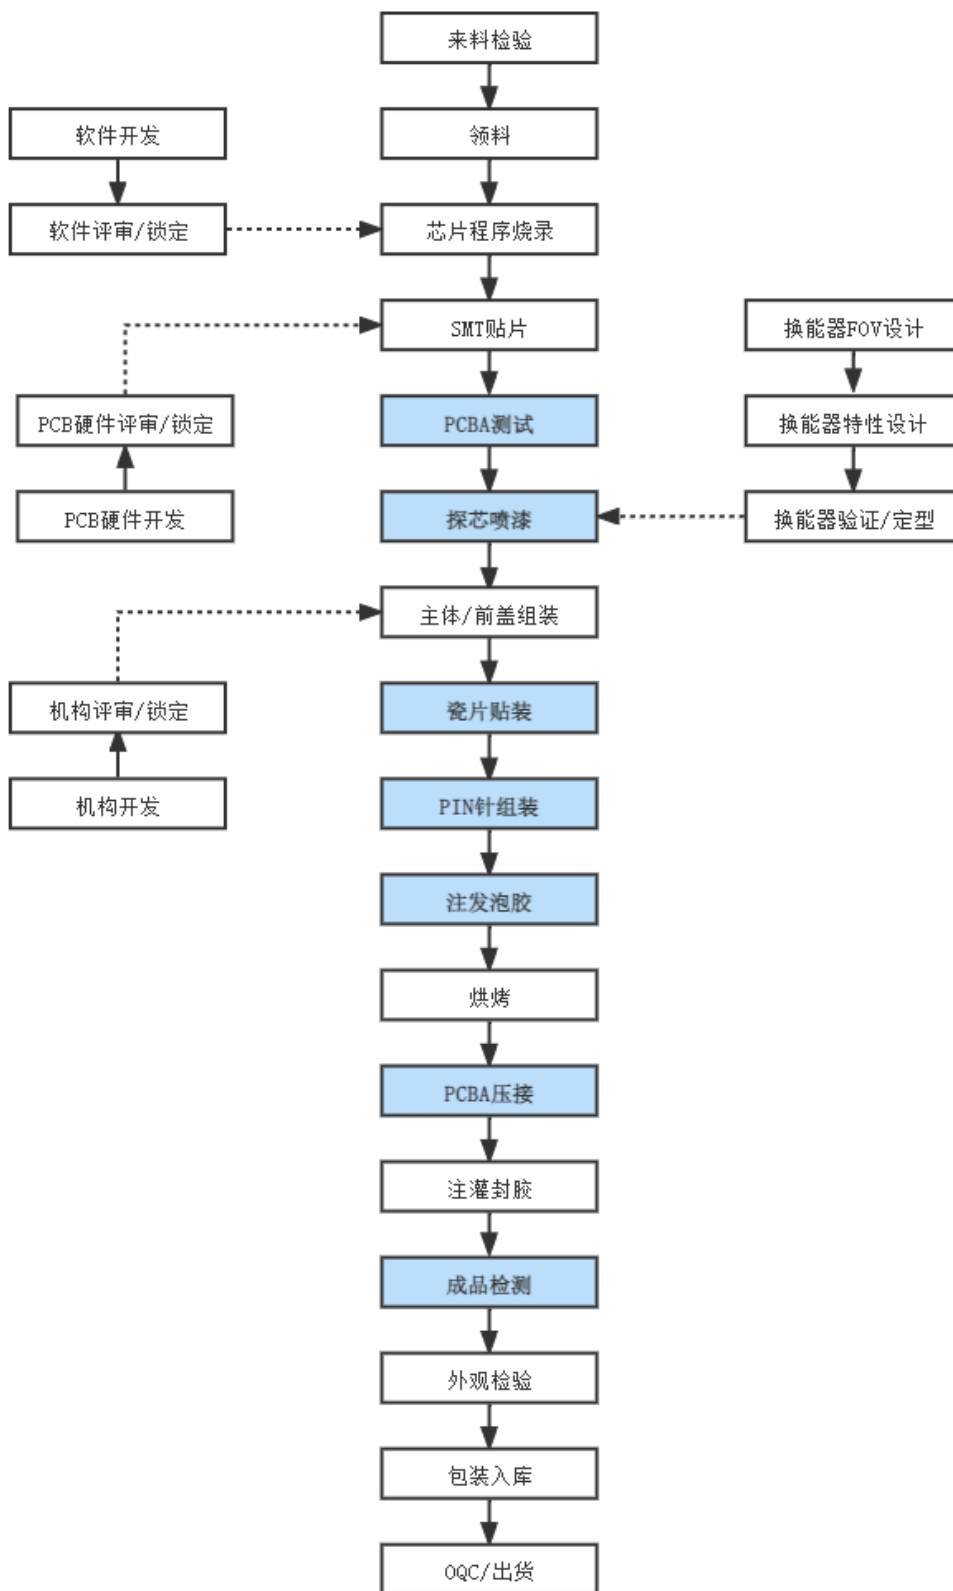 来料检验
软件开发
领料
软件评审/锁定
芯片程序烧录
SMT贴片
换能器FOV设计
PCB硬件评审/锁定
PCBA测试
换能器特性设计
PCB硬件开发
探芯喷漆
换能器验证/定型
主体/前盖组装
机构评审/锁定
瓷片贴装
机构开发
PIN针组装
注发泡胶
烘烤
PCBA压接
注灌封胶
成品检测
外观检验
包装入库
OQC/出货